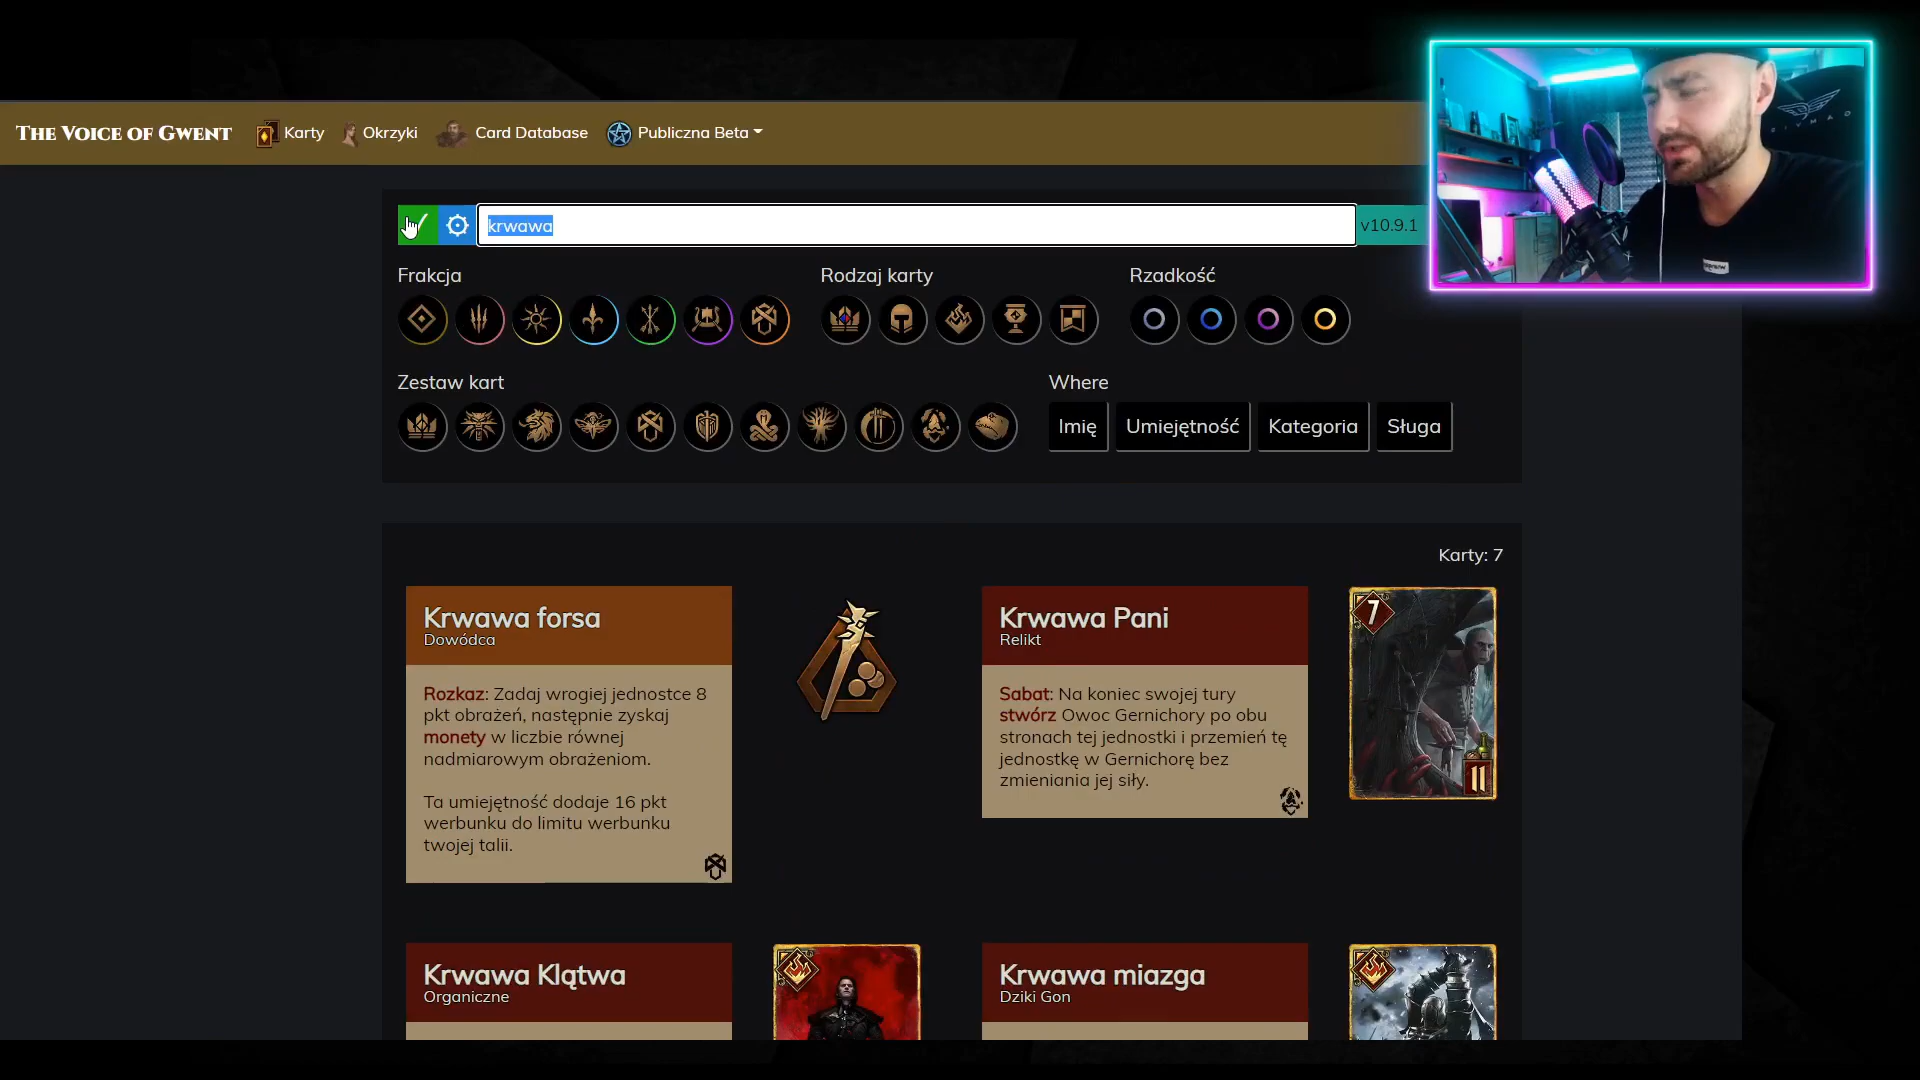 The Voice of Gwent
Karty
Okrzyki
Card Database
Publiczna Beta
krwawa
v10.9.1
Frakcja
Rodzaj karty
Rzadkość
Zestaw kart
Where
Imię
Umiejętność
Kategoria
Sługa
Karty: 7
Krwawa forsa
Dowódca
Rozkaz: Zadaj wrogiej jednostce 8
pkt obrażeń, następnie zyskaj
monety w liczbie równej
nadmiarowym obrażeniom.
Ta umiejętność dodaje 16 pkt
werbunku do limitu werbunku
twojej talii.
Krwawa Pani
Relikt
Sabat: Na koniec swojej tury
stwórz Owoc Gernichory po obu
stronach tej jednostki i przemień tę
jednostkę w Gernichorę bez
zmieniania jej siły.
7
11
Krwawa Klątwa
Organiczne
Krwawa miazga
Dziki Gon